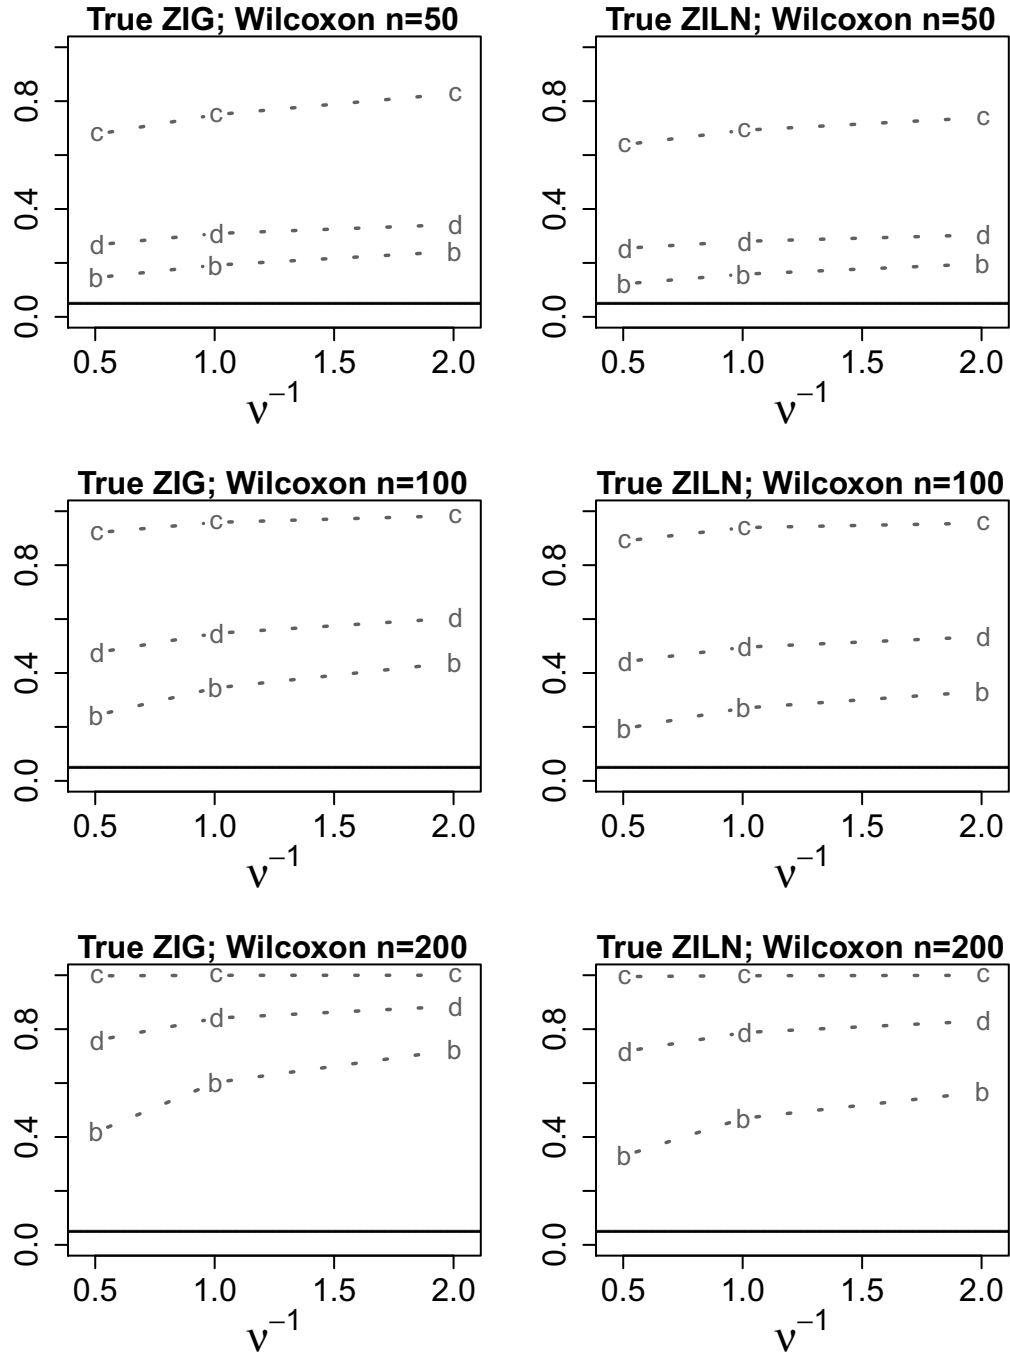 True ZIG; Wilcoxon n=50
0.8
0.4
0.0
c c c
d d d
b b b
0.5 1.0 1.5 2.0
ν−1
True ZILN; Wilcoxon n=50
0.8
0.4
0.0
c c c
d d d
b b b
0.5 1.0 1.5 2.0
ν−1
True ZIG; Wilcoxon n=100
0.8
0.4
0.0
c c c
d d d
b b b
0.5 1.0 1.5 2.0
ν−1
True ZILN; Wilcoxon n=100
0.8
0.4
0.0
c c c
d d d
b b b
0.5 1.0 1.5 2.0
ν−1
True ZIG; Wilcoxon n=200
0.8
0.4
0.0
c c c
d d d
b b b
0.5 1.0 1.5 2.0
ν−1
True ZILN; Wilcoxon n=200
0.8
0.4
0.0
c c c
d d d
b b b
0.5 1.0 1.5 2.0
ν−1